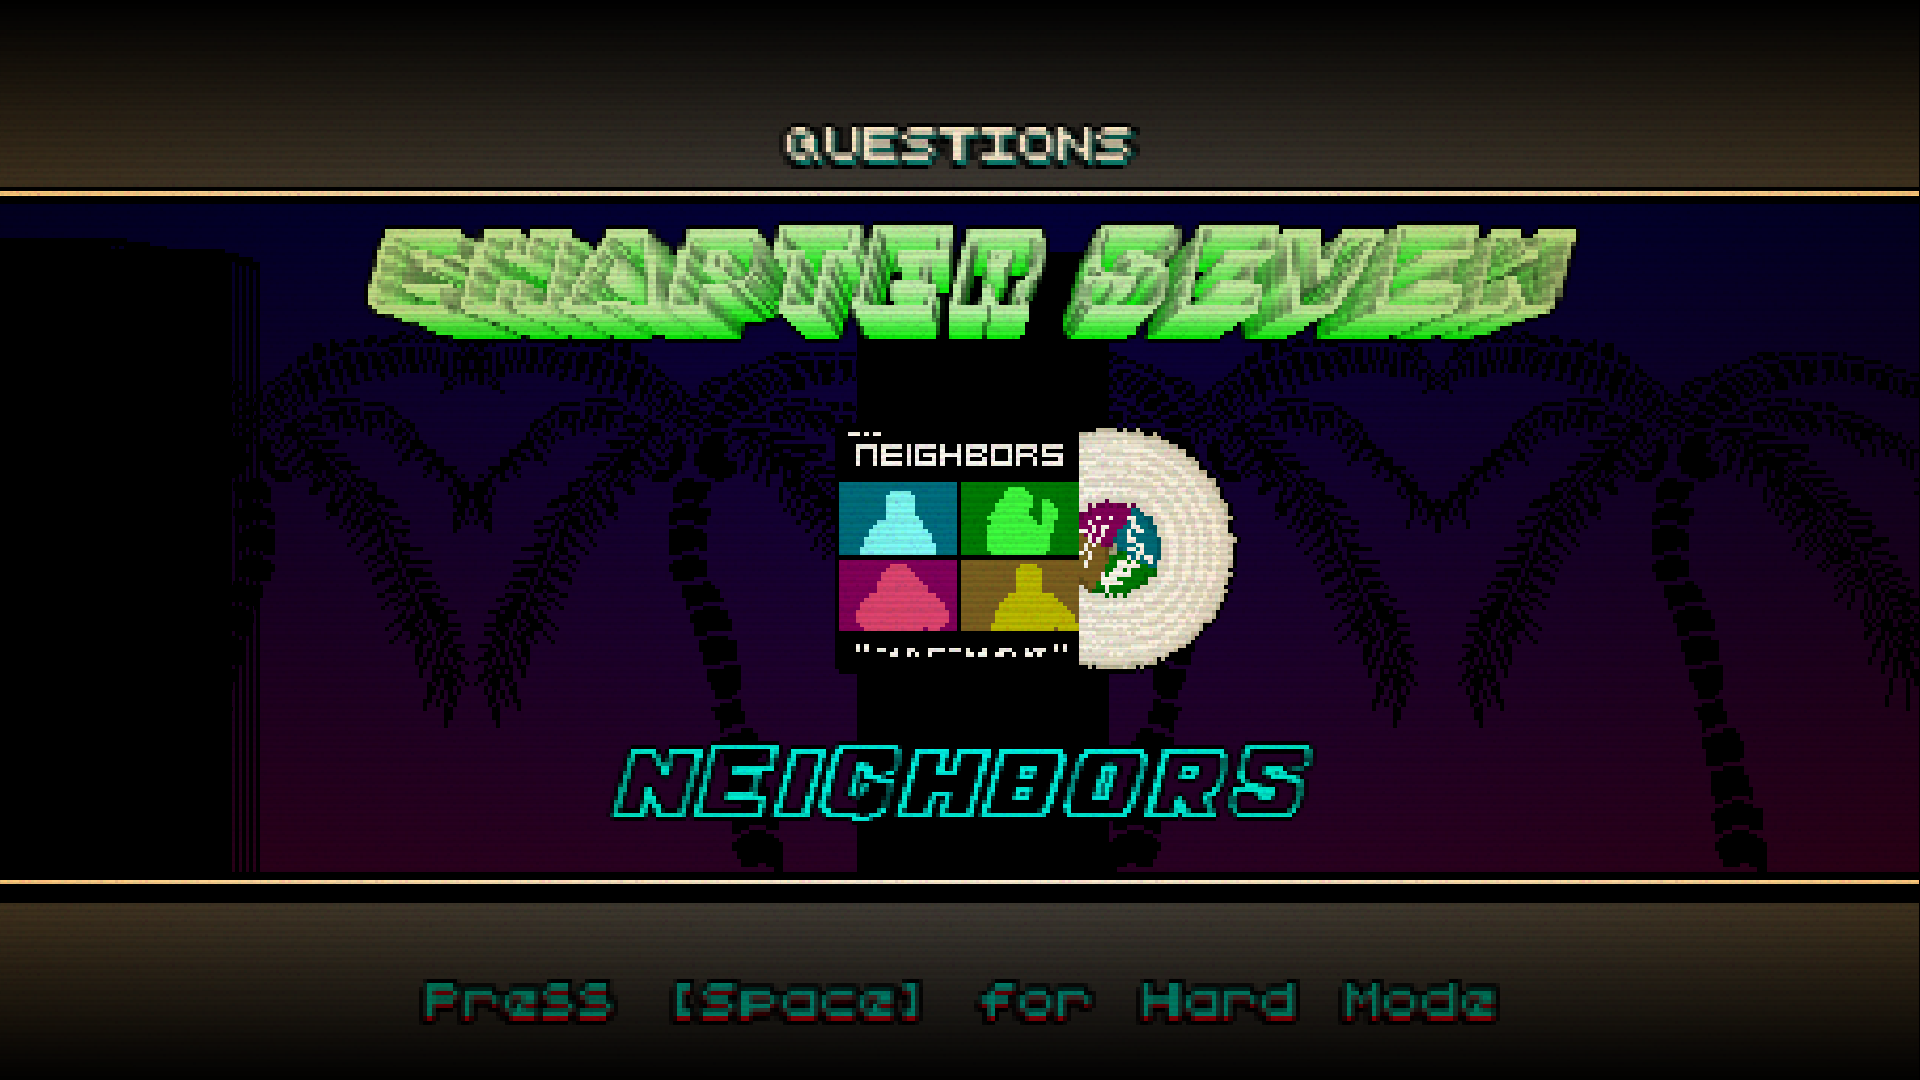 QUESTIONS
CHAPTER SEVEN
NEIGHBORS
NEIGHBORS
Press [Space] for Hard Mode